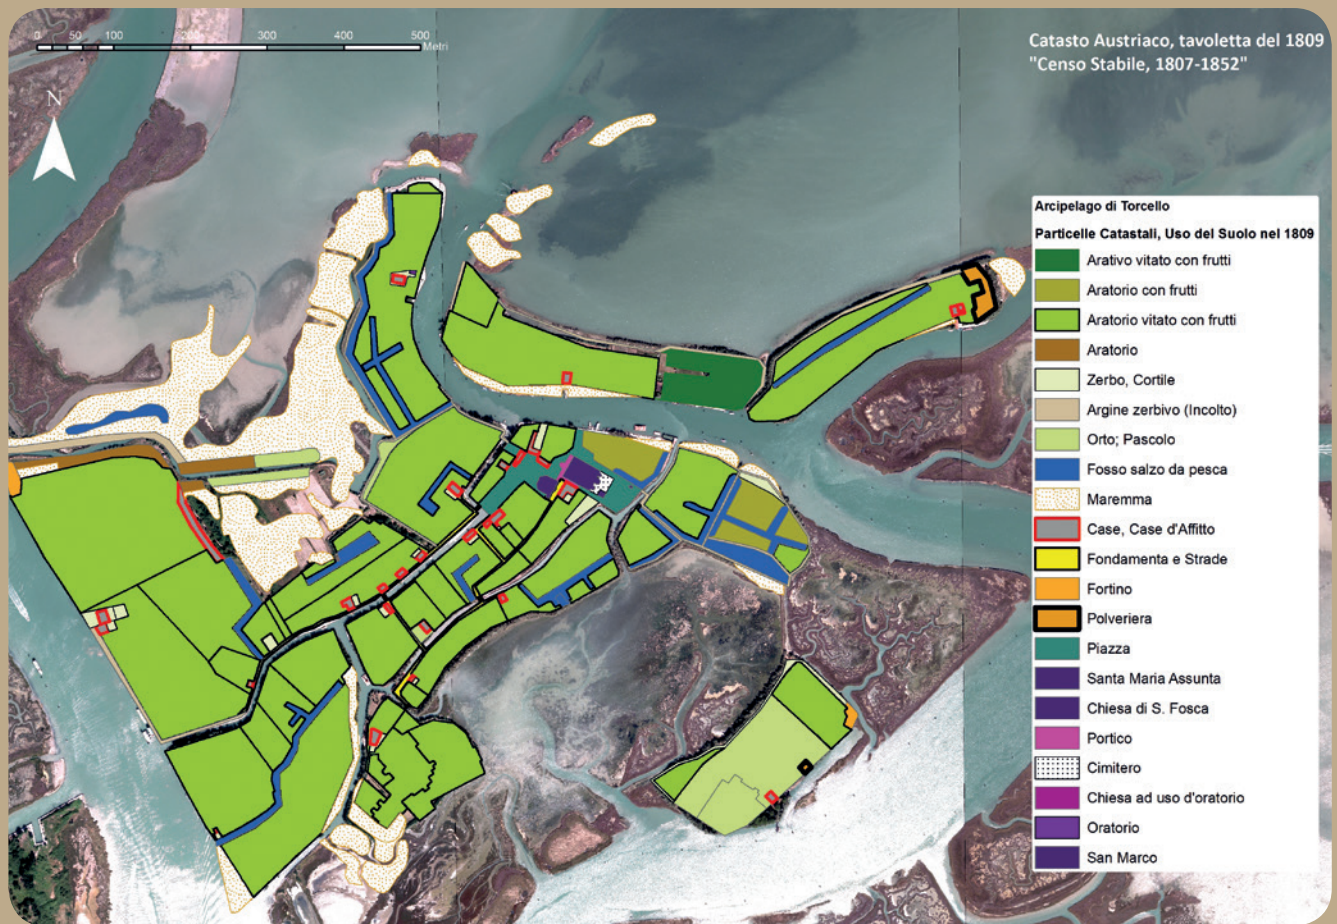 0 50 100 200 300 400 500
Metri
Catasto Austriaco, tavoletta del 1809
"Censo Stabile, 1807-1852"
N
Arcipelago di Torcello
Particelle Catastali, Uso del Suolo nel 1809
Arativo vitato con frutti
Aratorio con frutti
Aratorio vitato con frutti
Aratorio
Zerbo, Cortile
Argine zerbivo (Incolto)
Orto; Pascolo
Fosso salzo da pesca
Maremma
Case, Case d'Affitto
Fondamenta e Strade
Fortino
Polveriera
Piazza
Santa Maria Assunta
Chiesa di S. Fosca
Portico
Cimitero
Chiesa ad uso d'oratorio
Oratorio
San Marco